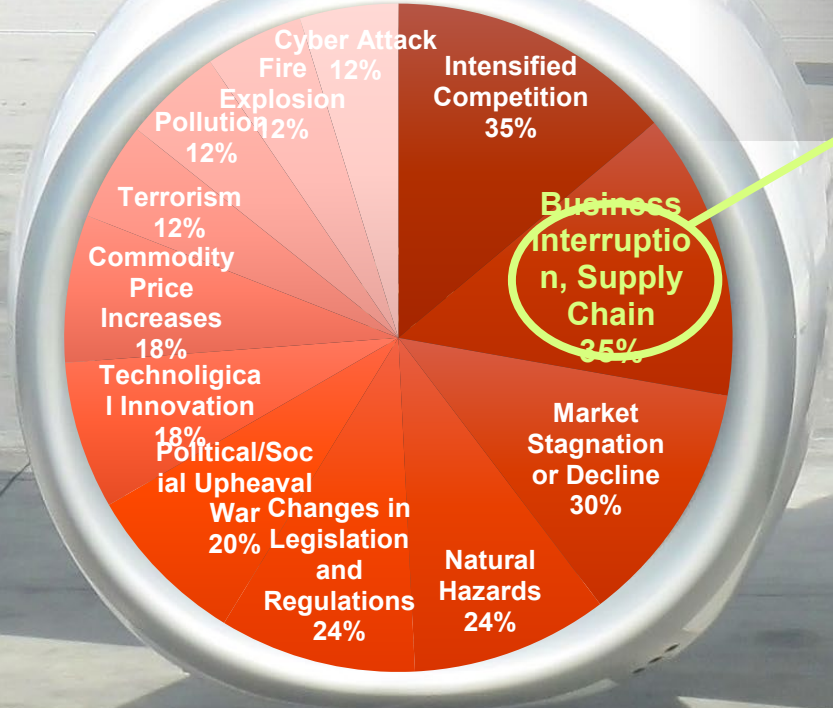 Intensified
Competition
35%
Business
Interruptio
n, Supply
Chain
35%
Market
Stagnation
or Decline
30%
Natural
Hazards
24%
Changes in
Legislation
and
Regulations
24%
Political/Soc
ial Upheaval
War
20%
Technoligica
l Innovation
18%
Commodity
Price
Increases
18%
Terrorism
12%
Pollution
12%
Fire
Explosion
12%
Cyber Attack
12%